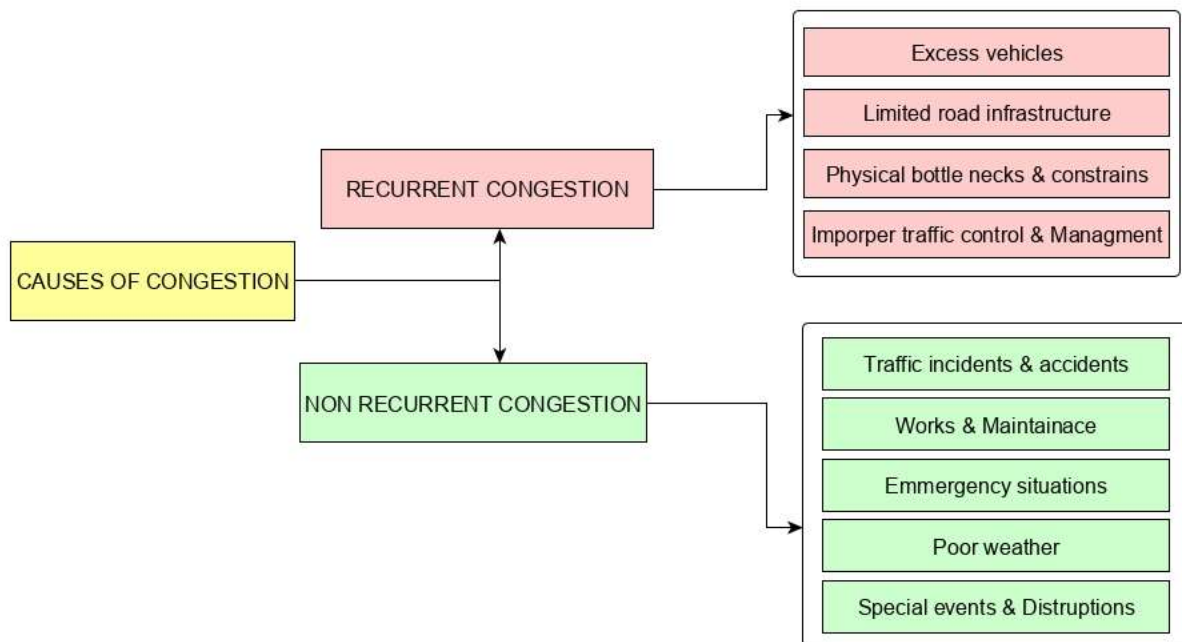 CAUSES OF CONGESTION
RECURRENT CONGESTION
Excess vehicles
Limited road infrastructure
Physical bottle necks & constrains
Imporper traffic control & Managment
NON RECURRENT CONGESTION
Traffic incidents & accidents
Works & Maintainace
Emmergency situations
Poor weather
Special events & Distruptions